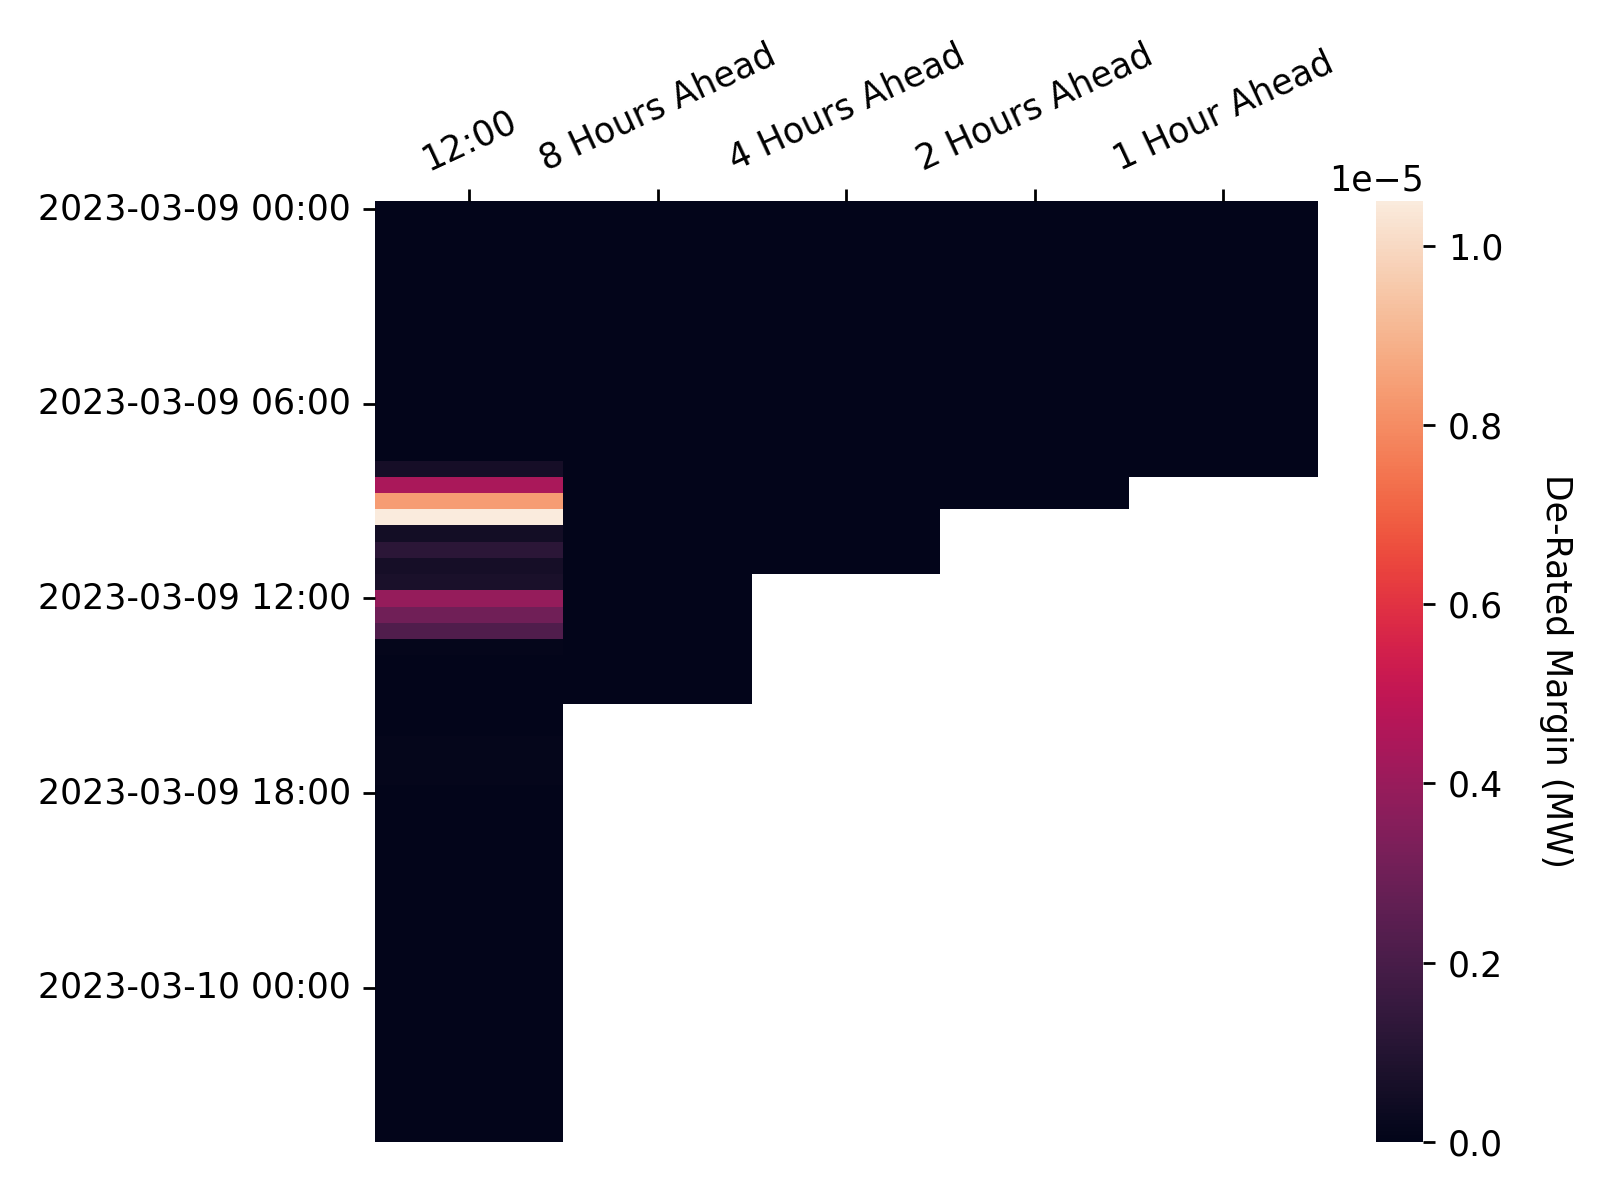 12:00
8 Hours Ahead
4 Hours Ahead
2 Hours Ahead
1 Hour Ahead
2023-03-09 00:00
2023-03-09 06:00
2023-03-09 12:00
2023-03-09 18:00
2023-03-10 00:00
1e−5
1.0
0.8
0.6
0.4
0.2
0.0
De-Rated Margin (MW)